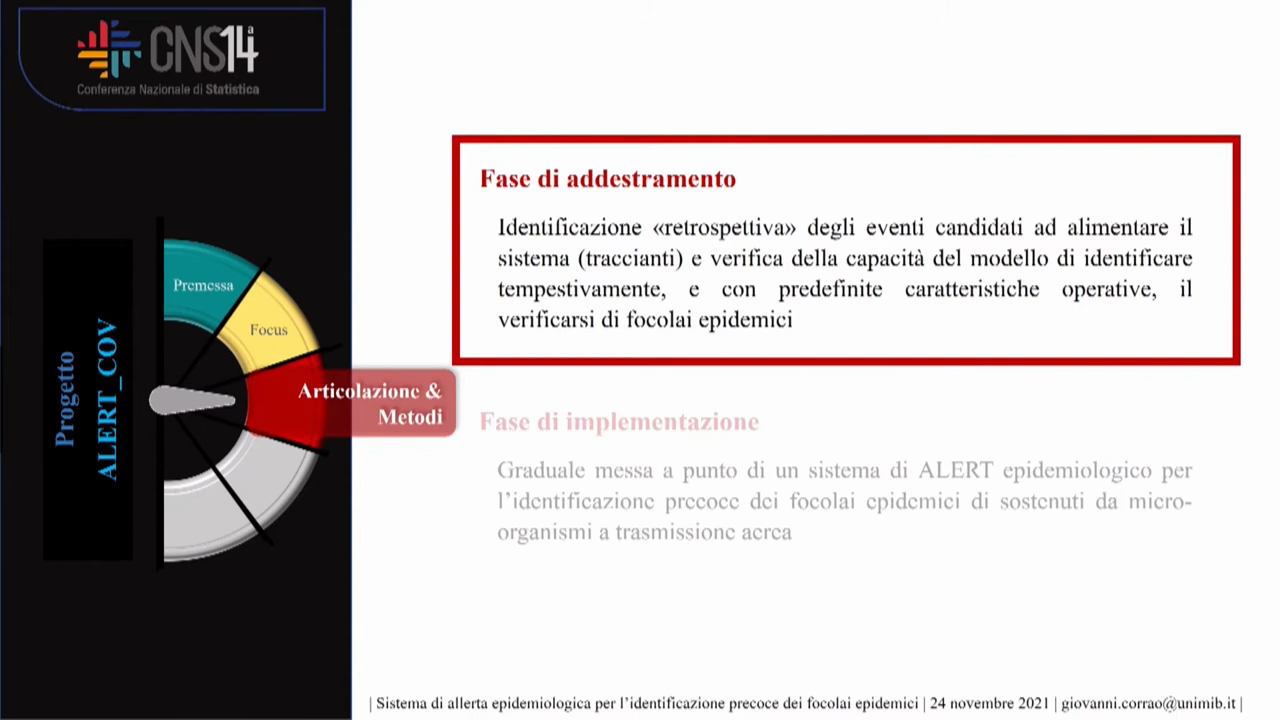 CNS14ª
Conferenza Nazionale di Statistica
Progetto
ALERT_COV
Premessa
Focus
Articolazione &
Metodi
Fase di addestramento
Identificazione «retrospettiva» degli eventi candidati ad alimentare il
sistema (traccianti) e verifica della capacità del modello di identificare
tempestivamente, e con predefinite caratteristiche operative, il
verificarsi di focolai epidemici
Fase di implementazione
Graduale messa a punto di un sistema di ALERT epidemiologico per
l’identificazione precoce dei focolai epidemici di sostenuti da micro-
organismi a trasmissione aerea
| Sistema di allerta epidemiologica per l’identificazione precoce dei focolai epidemici | 24 novembre 2021 | giovanni.corrao@unimib.it |